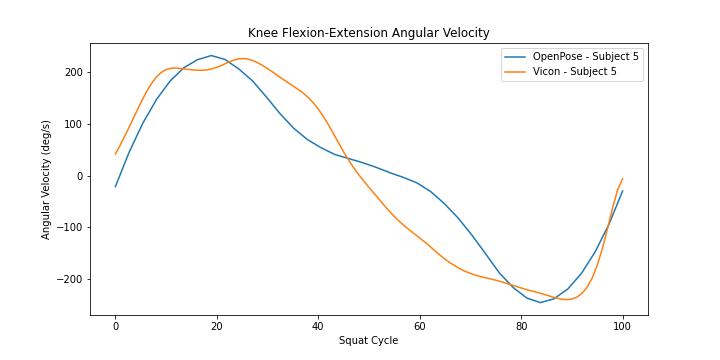 Knee Flexion-Extension Angular Velocity
OpenPose - Subject 5
Vicon - Subject 5
Angular Velocity (deg/s)
200
100
0
−100
−200
0 20 40 60 80 100
Squat Cycle